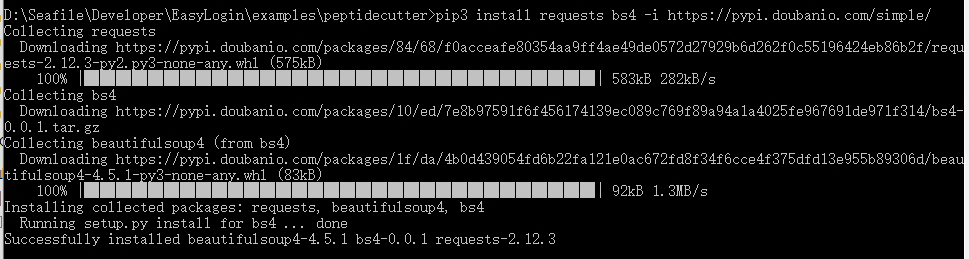 D:\Seafile\Developer\EasyLogin\examples\peptidecutter>pip3 install requests bs4 -i https://pypi.doubanio.com/simple/
Collecting requests
Downloading https://pypi.doubanio.com/packages/84/68/f0acceafe80354aa9ff4ae49de0572d27929b6d262f0c55196424eb86b2f/requ
ests-2.12.3-py2.py3-none-any.whl (575kB)
100% | | 583kB 282kB/s
Collecting bs4
Downloading https://pypi.doubanio.com/packages/10/ed/7e8b97591f6f456174139ec089c769f89a94a1a4025fe967691de971f314/bs4-
0.0.1.tar.gz
Collecting beautifulsoup4 (from bs4)
Downloading https://pypi.doubanio.com/packages/1f/da/4b0d439054fd6b22fa121e0ac672fd8f34f6cce4f375dfd13e955b89306d/beau
tifulsoup4-4.5.1-py3-none-any.whl (83kB)
100% | | 92kB 1.3MB/s
Installing collected packages: requests, beautifulsoup4, bs4
Running setup.py install for bs4 ... done
Successfully installed beautifulsoup4-4.5.1 bs4-0.0.1 requests-2.12.3